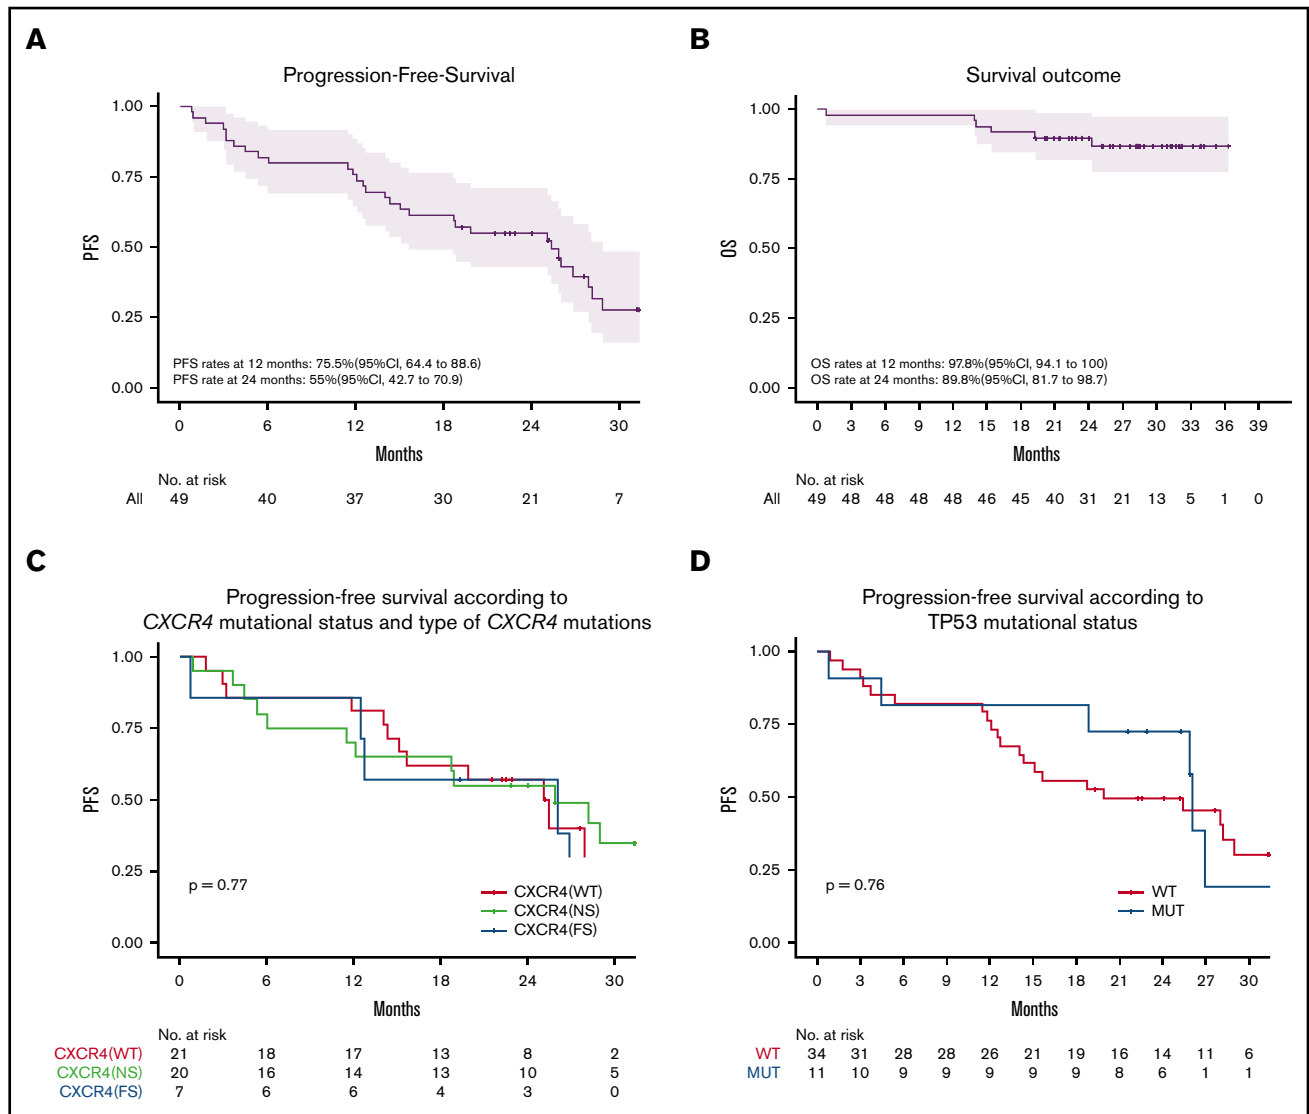 A
Progression-Free-Survival
1.00
0.75
0.50
0.25
0.00
PFS
PFS rates at 12 months: 75.5%(95%CI, 64.4 to 88.6)
PFS rate at 24 months: 55%(95%CI, 42.7 to 70.9)
0 6 12 18 24 30
Months
No. at risk
All 49 40 37 30 21 7
B
Survival outcome
1.00
0.75
0.50
0.25
0.00
OS
OS rates at 12 months: 97.8%(95%CI, 94.1 to 100)
OS rate at 24 months: 89.8%(95%CI, 81.7 to 98.7)
0 3 6 9 12 15 18 21 24 27 30 33 36 39
Months
No. at risk
All 49 48 48 48 48 46 45 40 31 21 13 5 1 0
C
Progression-free survival according to
CXCR4 mutational status and type of CXCR4 mutations
1.00
0.75
0.50
0.25
0.00
PFS
p = 0.77
CXCR4(WT)
CXCR4(NS)
CXCR4(FS)
0 6 12 18 24 30
Months
No. at risk
CXCR4(WT) 21 18 17 13 8 2
CXCR4(NS) 20 16 14 13 10 5
CXCR4(FS) 7 6 6 4 3 0
D
Progression-free survival according to
TP53 mutational status
1.00
0.75
0.50
0.25
0.00
PFS
p = 0.76
WT
MUT
0 3 6 9 12 15 18 21 24 27 30
Months
No. at risk
WT 34 31 28 28 26 21 19 16 14 11 6
MUT 11 10 9 9 9 9 9 8 6 1 1